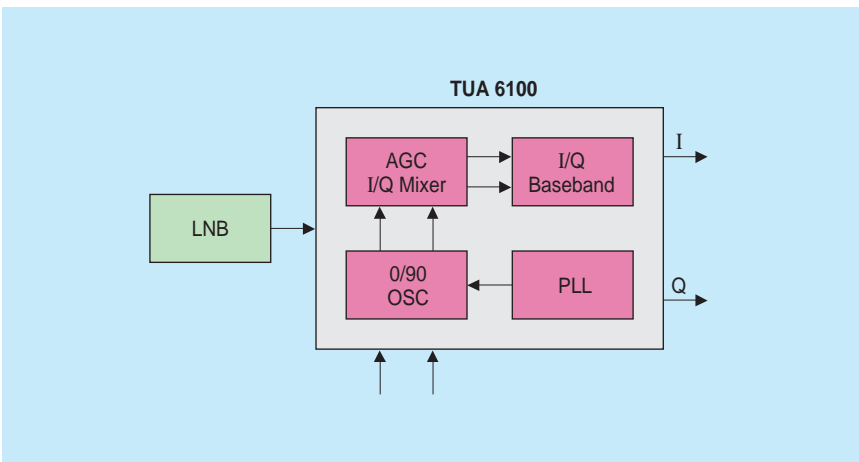 TUA 6100
AGC
I/Q Mixer
I/Q
Baseband
I
LNB
0/90
OSC
PLL
Q